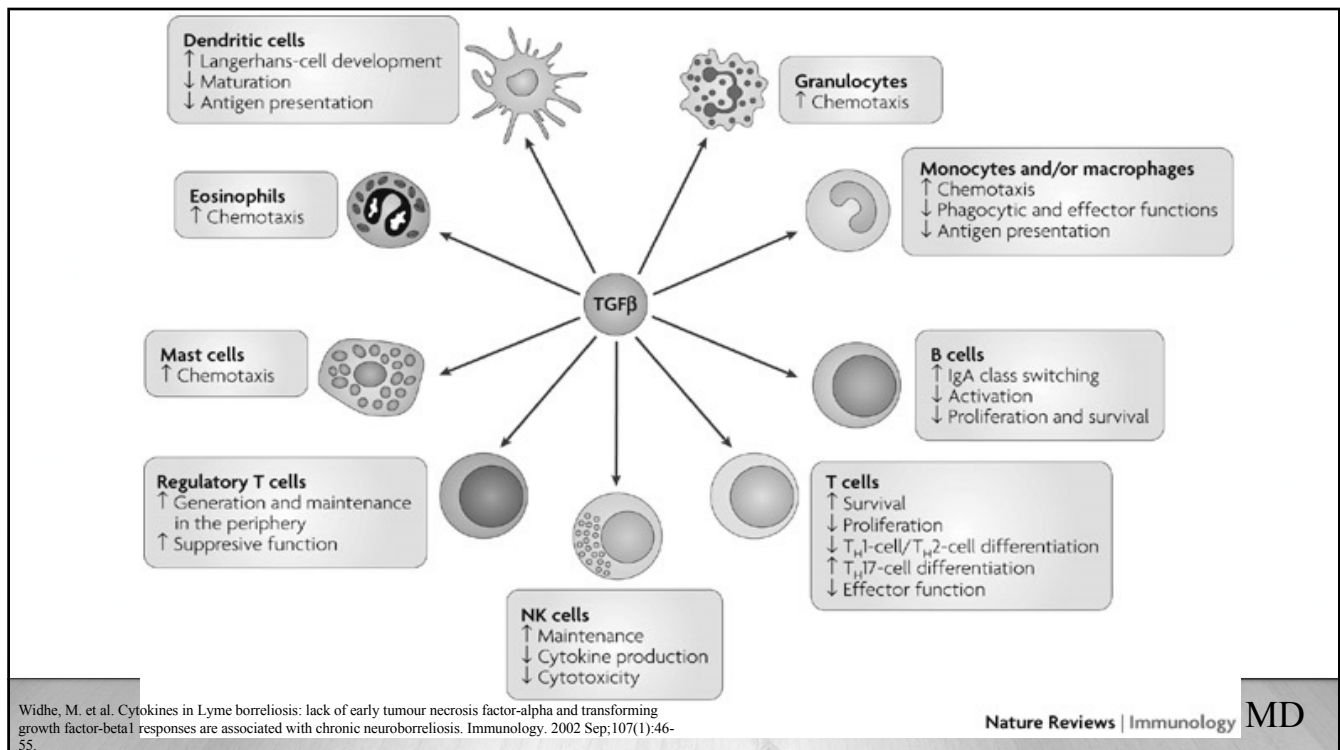 Dendritic cells
↑ Langerhans-cell development
↓ Maturation
↓ Antigen presentation
Granulocytes
↑ Chemotaxis
Monocytes and/or macrophages
↑ Chemotaxis
↓ Phagocytic and effector functions
↓ Antigen presentation
Eosinophils
↑ Chemotaxis
TGFβ
Mast cells
↑ Chemotaxis
B cells
↑ IgA class switching
↓ Activation
↓ Proliferation and survival
Regulatory T cells
↑ Generation and maintenance
in the periphery
↑ Suppresive function
T cells
↑ Survival
↓ Proliferation
↓ TH1-cell/TH2-cell differentiation
↑ TH17-cell differentiation
↓ Effector function
NK cells
↑ Maintenance
↓ Cytokine production
↓ Cytotoxicity
Widhe, M. et al. Cytokines in Lyme borreliosis: lack of early tumour necrosis factor-alpha and transforming
growth factor-beta1 responses are associated with chronic neuroborreliosis. Immunology. 2002 Sep;107(1):46-
55.
Nature Reviews | Immunology
MD